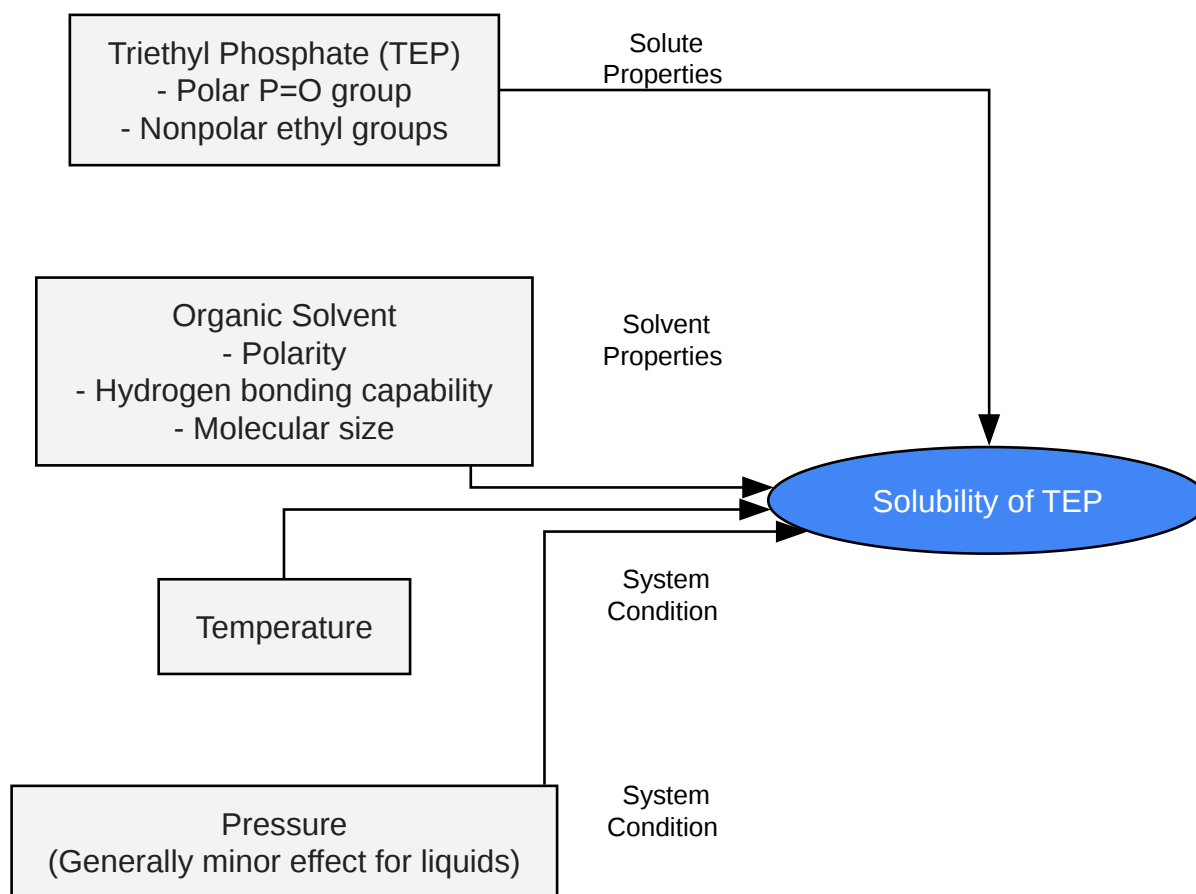 Triethyl Phosphate (TEP)
- Polar P=O group
- Nonpolar ethyl groups
Solute
Properties
Organic Solvent
- Polarity
- Hydrogen bonding capability
- Molecular size
Solvent
Properties
Solubility of TEP
Temperature
System
Condition
Pressure
(Generally minor effect for liquids)
System
Condition